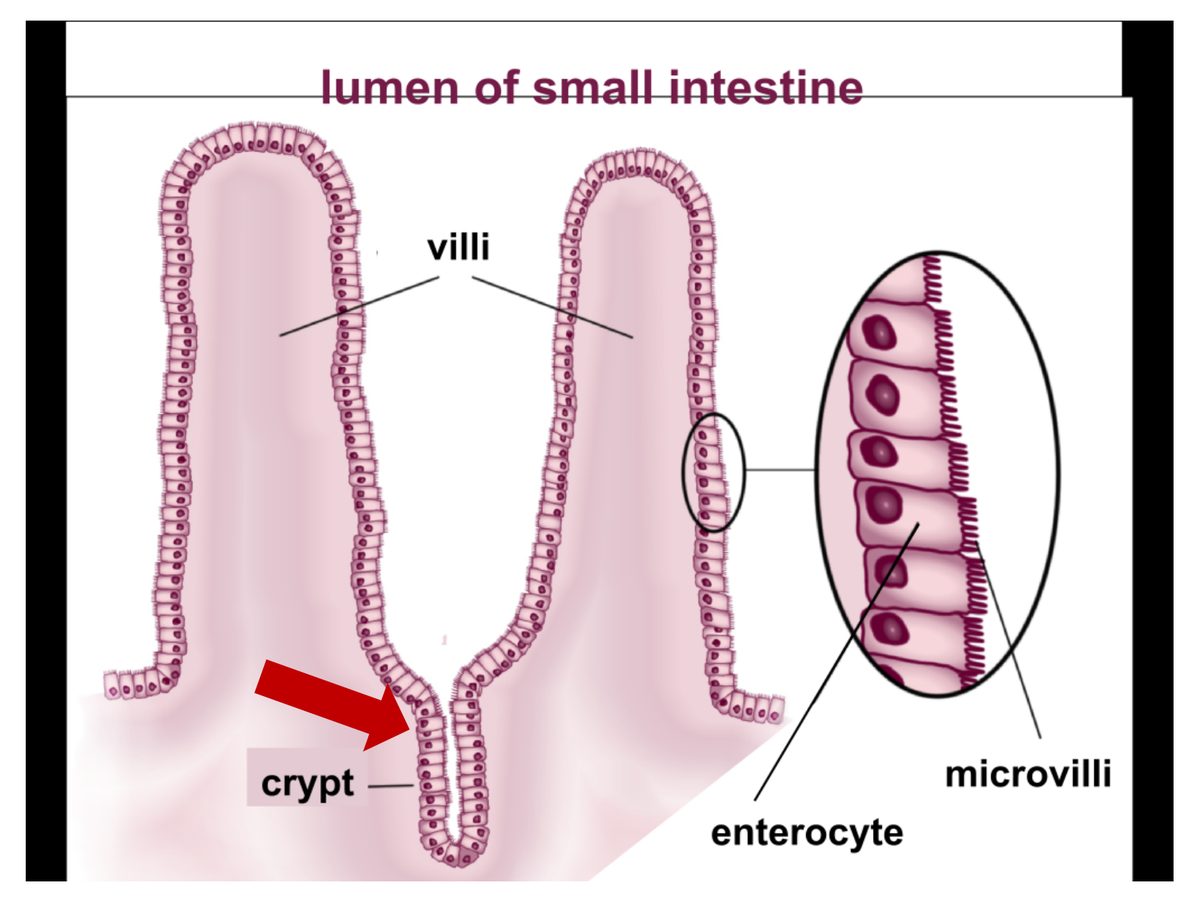 lumen of small intestine
villi
crypt
microvilli
enterocyte